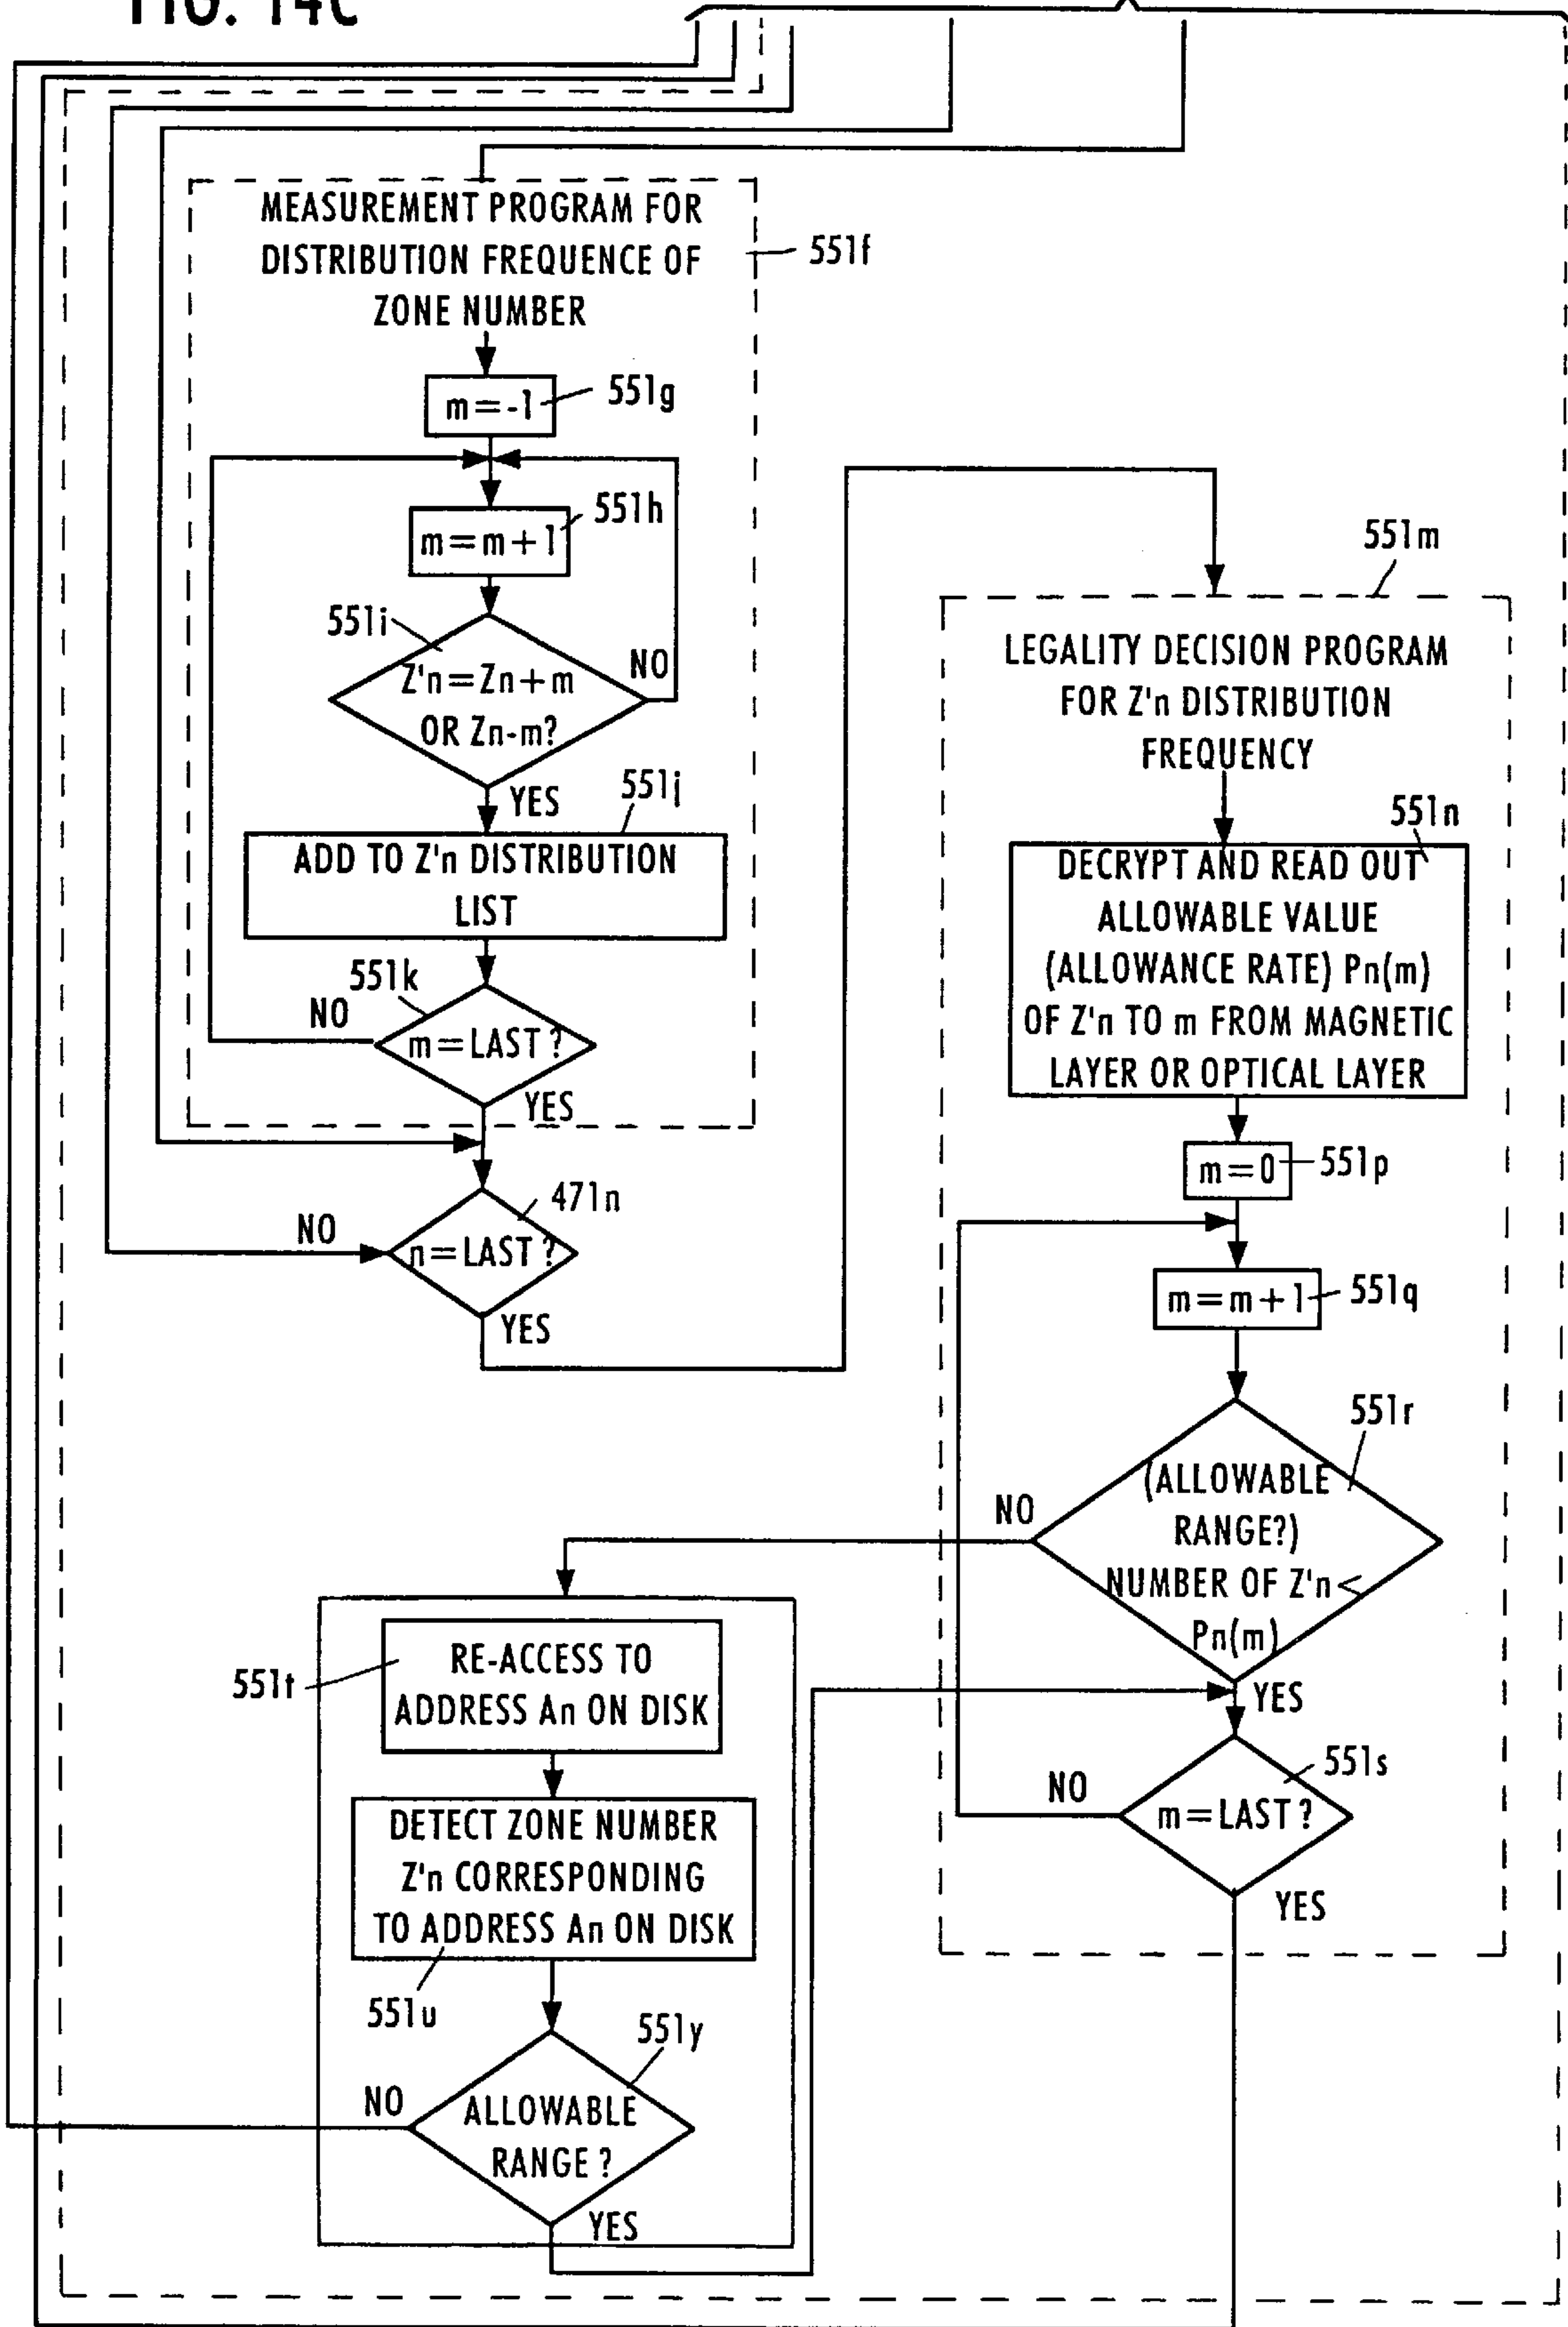 FIG. 14C
MEASUREMENT PROGRAM FOR
DISTRIBUTION FREQUENCE OF
ZONE NUMBER
551f
m=-1
551g
m=m+1
551h
551i
Z'n=Zn+m
OR Zn-m?
NO
YES
551j
ADD TO Z'n DISTRIBUTION
LIST
551k
NO
m=LAST?
YES
471n
NO
n=LAST?
YES
551m
LEGALITY DECISION PROGRAM
FOR Z'n DISTRIBUTION
FREQUENCY
551n
DECRYPT AND READ OUT
ALLOWABLE VALUE
(ALLOWANCE RATE) Pn(m)
OF Z'n TO m FROM MAGNETIC
LAYER OR OPTICAL LAYER
m=0
551p
m=m+1
551q
551r
NO
(ALLOWABLE
RANGE?)
NUMBER OF Z'n<
Pn(m)
YES
551s
NO
m=LAST?
YES
551t
RE-ACCESS TO
ADDRESS An ON DISK
DETECT ZONE NUMBER
Z'n CORRESPONDING
TO ADDRESS An ON DISK
551u
551y
NO
ALLOWABLE
RANGE?
YES